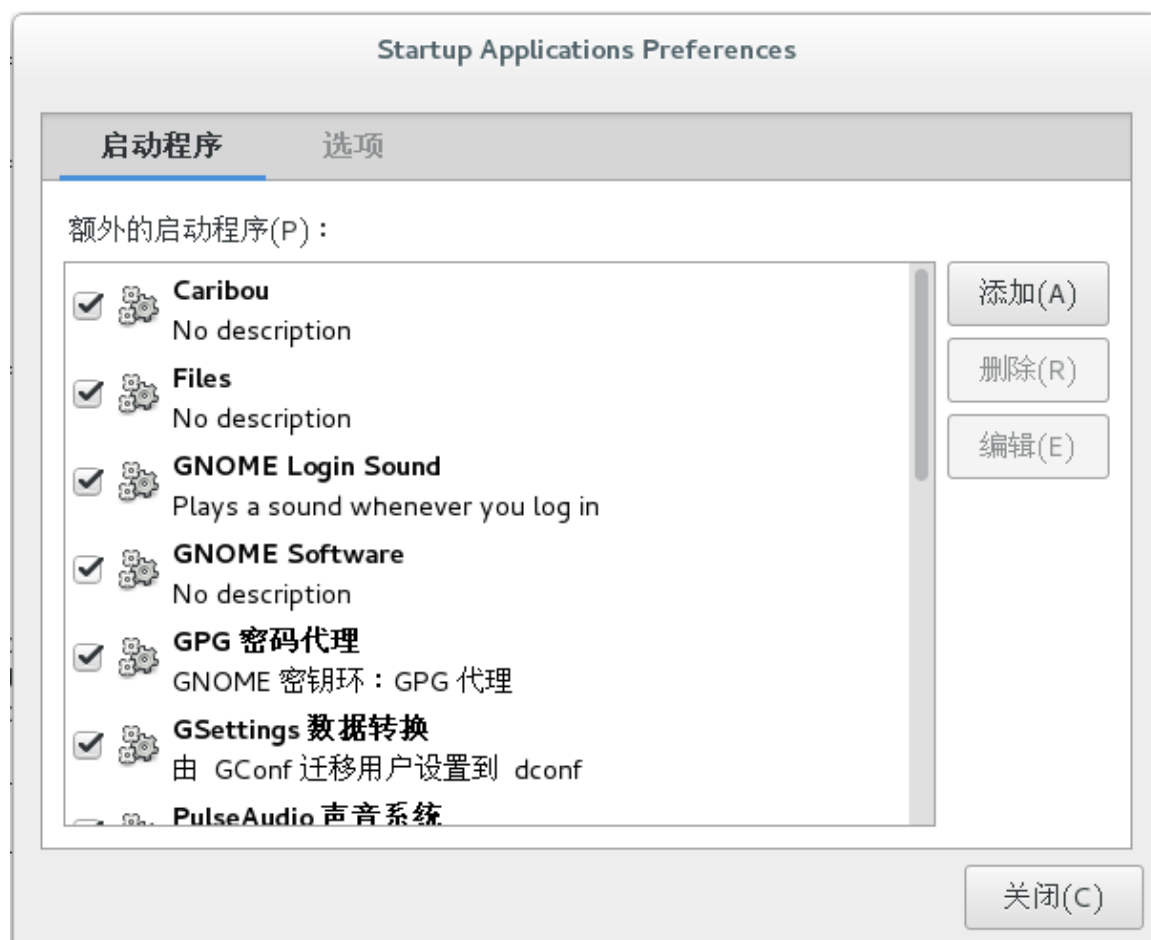 Startup Applications Preferences
启动程序 选项
额外的启动程序(P)：
Caribou
No description
Files
No description
GNOME Login Sound
Plays a sound whenever you log in
GNOME Software
No description
GPG 密码代理
GNOME 密钥环：GPG 代理
GSettings 数据转换
由 GConf 迁移用户设置到 dconf
PulseAudio 声音系统
添加(A)
删除(R)
编辑(E)
关闭(C)